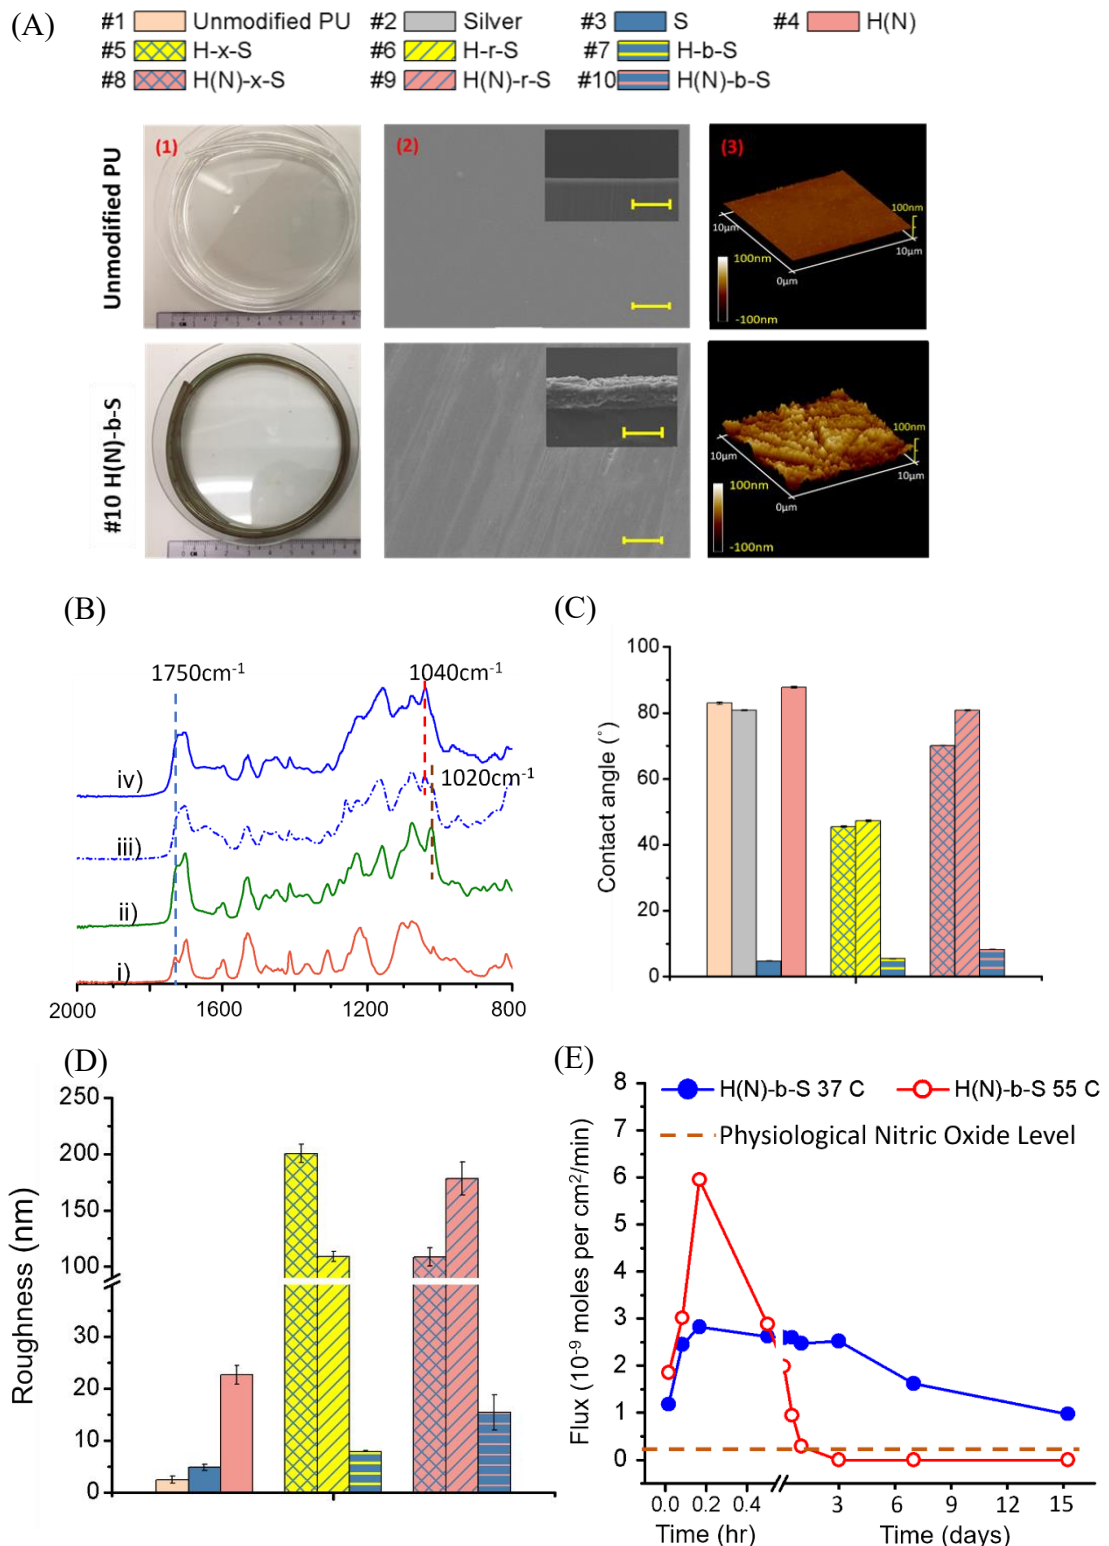 (A)
#1 Unmodified PU #2 Silver #3 S #4 H(N)
#5 H-x-S #6 H-r-S #7 H-b-S
#8 H(N)-x-S #9 H(N)-r-S #10 H(N)-b-S
Unmodified PU
(1) (2) (3)
100nm
10µm
10µm
100nm
0µm
-100nm
#10 H(N)-b-S
100nm
10µm
10µm
100nm
0µm
-100nm
(B)
1750cm-1 1040cm-1
1020cm-1
iv)
iii)
ii)
i)
2000 1600 1200 800
(C)
Contact angle (°)
100
80
60
40
20
0
(D)
Roughness (nm)
250
200
150
100
30
20
10
0
(E)
H(N)-b-S 37 C H(N)-b-S 55 C
Physiological Nitric Oxide Level
Flux (10-9 moles per cm2/min)
8
7
6
5
4
3
2
1
0
0.0 0.2 0.4 3 6 9 12 15
Time (hr) Time (days)